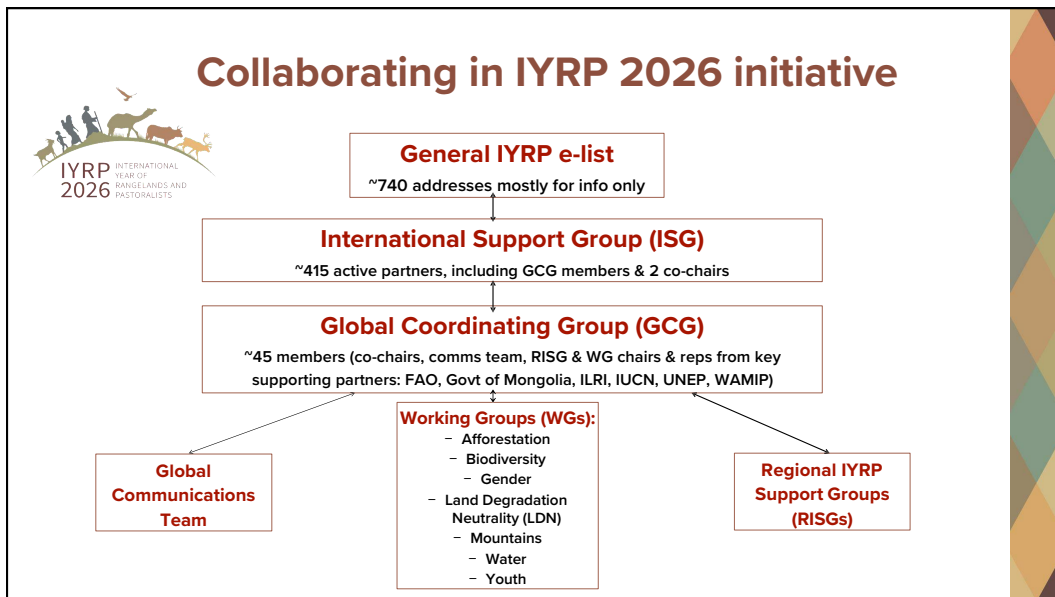 Collaborating in IYRP 2026 initiative
IYRP
2026
INTERNATIONAL
YEAR OF
RANGELANDS AND
PASTORALISTS
General IYRP e-list
~740 addresses mostly for info only
International Support Group (ISG)
~415 active partners, including GCG members & 2 co-chairs
Global Coordinating Group (GCG)
~45 members (co-chairs, comms team, RISG & WG chairs & reps from key
supporting partners: FAO, Govt of Mongolia, ILRI, IUCN, UNEP, WAMIP)
Global
Communications
Team
Working Groups (WGs):
– Afforestation
– Biodiversity
– Gender
– Land Degradation
Neutrality (LDN)
– Mountains
– Water
– Youth
Regional IYRP
Support Groups
(RISGs)